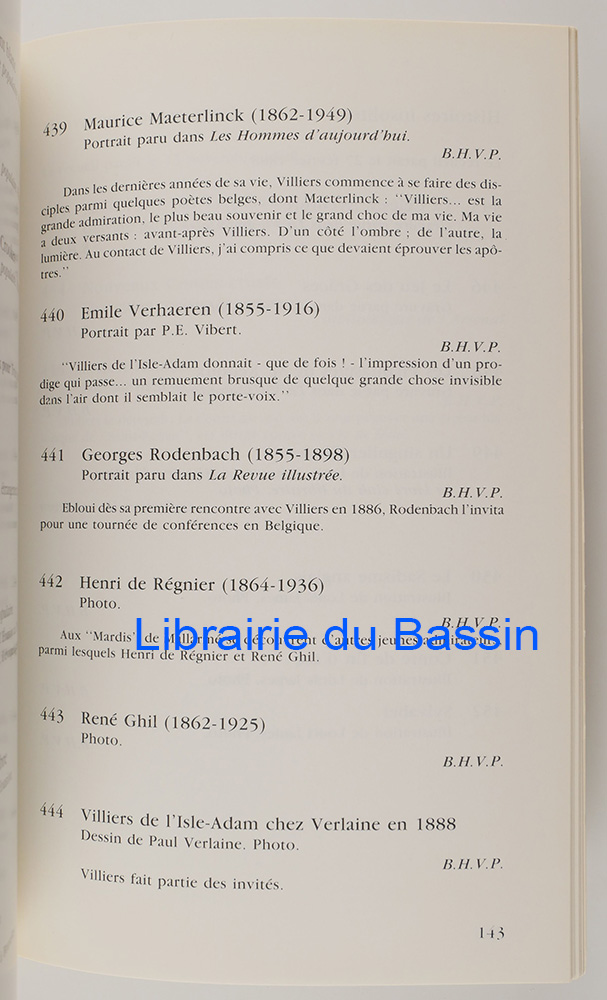 439 Maurice Maeterlinck (1862-1949)
Portrait paru dans Les Hommes d'aujourd'hui.
B.H.V.P.
Dans les dernières années de sa vie, Villiers commence à se faire des dis-
ciples parmi quelques poètes belges, dont Maeterlinck : "Villiers... est la
grande admiration, le plus beau souvenir et le grand choc de ma vie. Ma vie
a deux versants : avant-après Villiers. D'un côté l'ombre ; de l'autre, la
lumière. Au contact de Villiers, j'ai compris ce que devaient éprouver les apô-
tres."
440 Emile Verhaeren (1855-1916)
Portrait par P.E. Vibert.
B.H.V.P.
"Villiers de l'Isle-Adam donnait - que de fois ! - l'impression d'un pro-
dige qui passe... un remuement brusque de quelque grande chose invisible
dans l'air dont il semblait le porte-voix."
441 Georges Rodenbach (1855-1898)
Portrait paru dans La Revue illustrée.
B.H.V.P.
Ebloui dès sa première rencontre avec Villiers en 1886, Rodenbach l'invita
pour une tournée de conférences en Belgique.
442 Henri de Régnier (1864-1936)
Photo.
B.H.V.P.
Librairie du Bassin
Aux "Mardis" de Mallarmé se découvrent d'autres jeunes admirateurs
parmi lesquels Henri de Régnier et René Ghil.
443 René Ghil (1862-1925)
Photo.
B.H.V.P.
444 Villiers de l'Isle-Adam chez Verlaine en 1888
Dessin de Paul Verlaine. Photo.
B.H.V.P.
Villiers fait partie des invités.
143